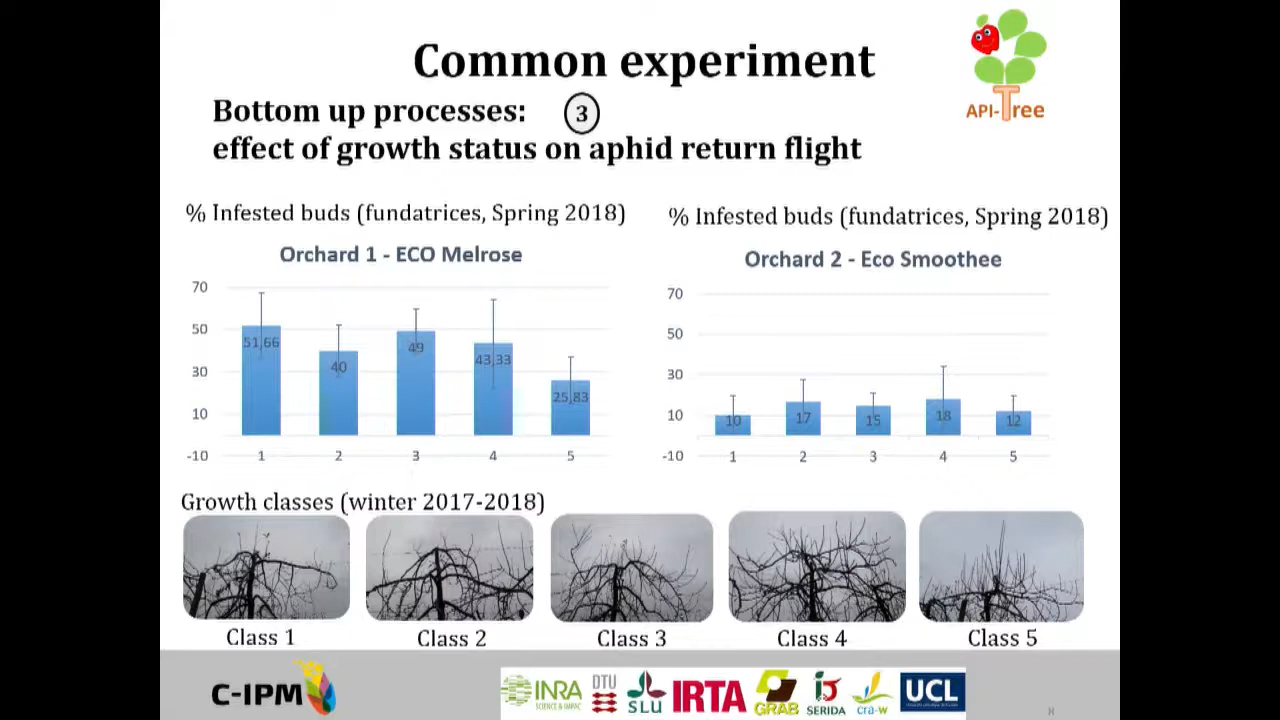 Common experiment
API-Tree
Bottom up processes: 3
effect of growth status on aphid return flight
% Infested buds (fundatrices, Spring 2018)
Orchard 1 - ECO Melrose
70
50
30
10
-10
51,66
40
49
43,33
25,83
1 2 3 4 5
% Infested buds (fundatrices, Spring 2018)
Orchard 2 - Eco Smoothee
70
50
30
10
-10
10
17
15
18
12
1 2 3 4 5
Growth classes (winter 2017-2018)
Class 1 Class 2 Class 3 Class 4 Class 5
C-IPM
INRA
SCIENCE & IMPACT
DTU
SLU
IRTA
GRAB
SERIDA
cra-w
UCL